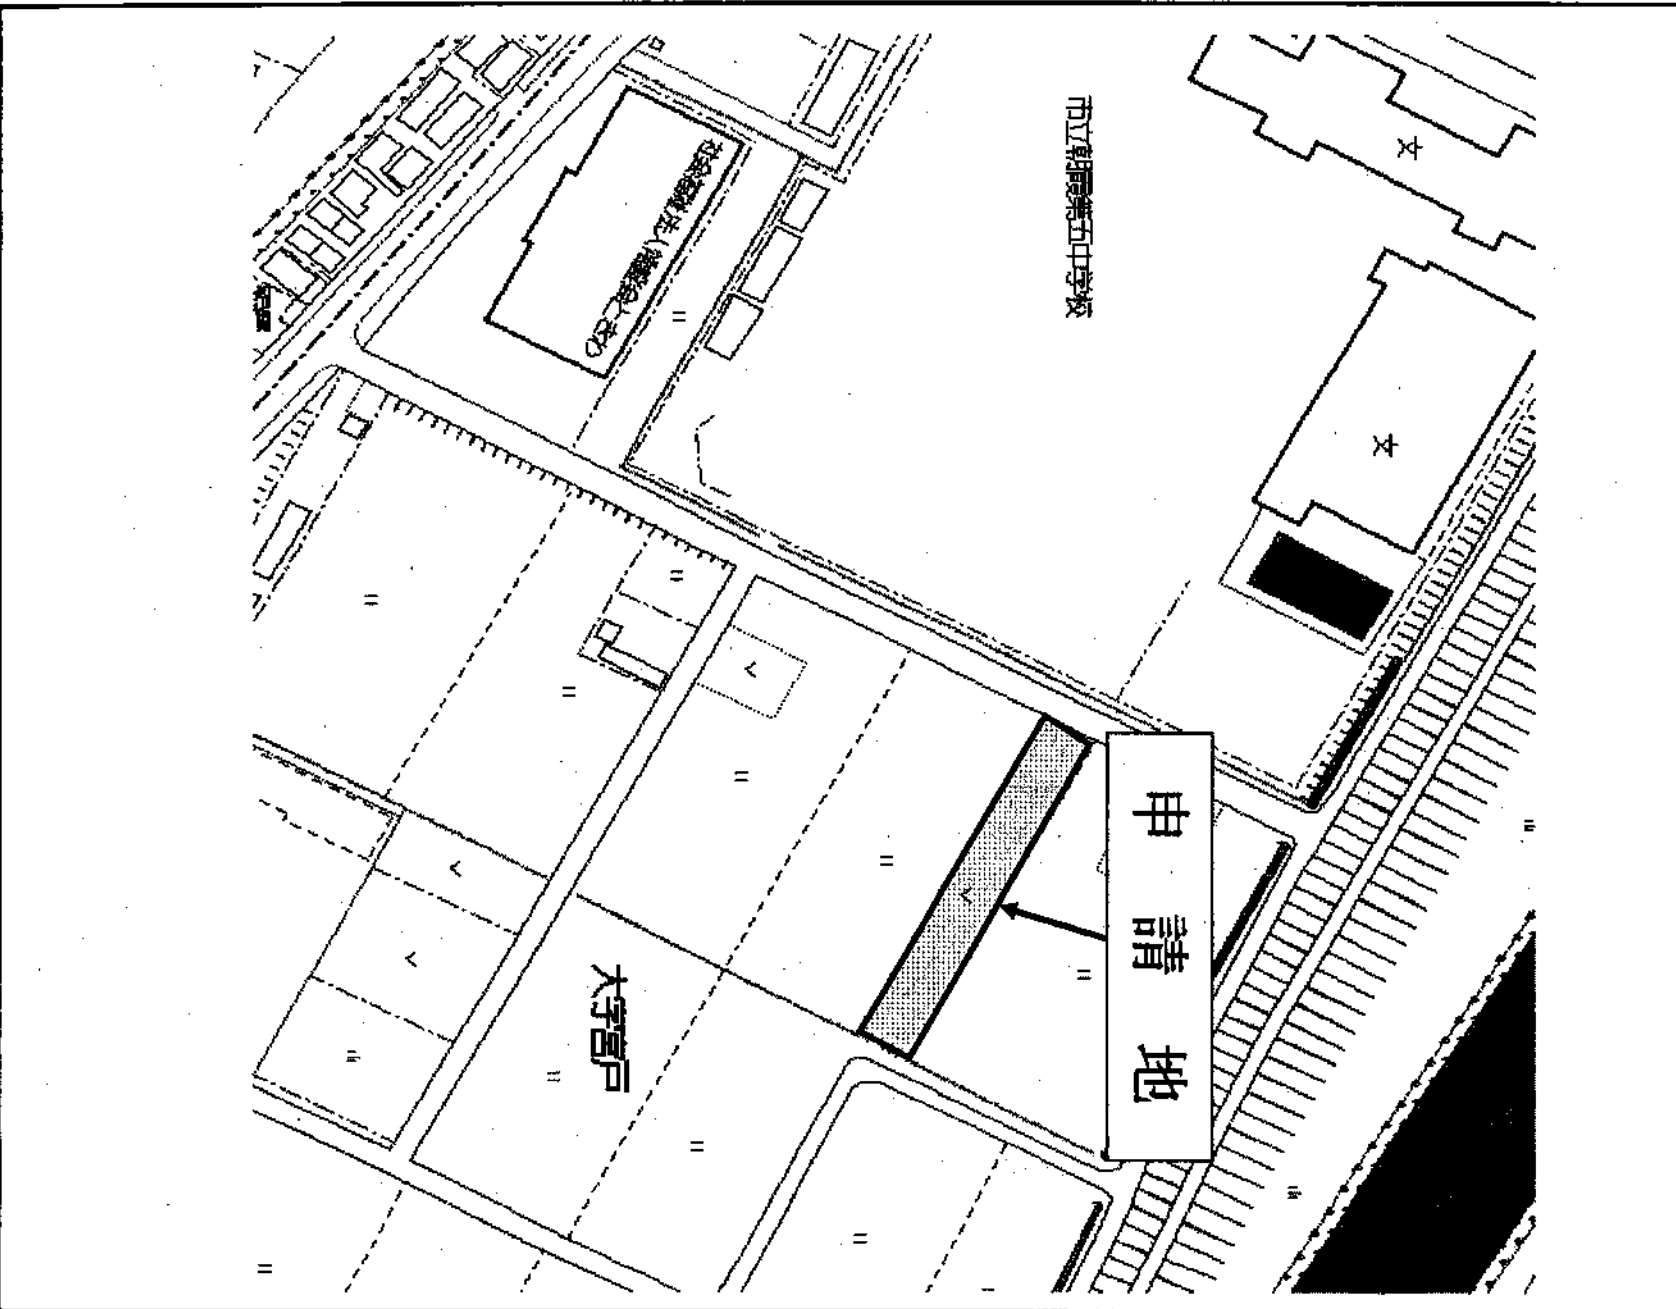 市立朝霞第五中学校
文
文
申請地
大字宮戸